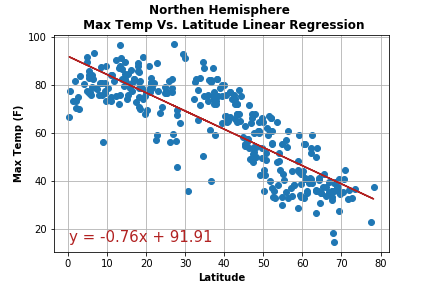 Northen Hemisphere
Max Temp Vs. Latitude Linear Regression
Max Temp (F)
100
80
60
40
20
y = -0.76x + 91.91
0 10 20 30 40 50 60 70 80
Latitude